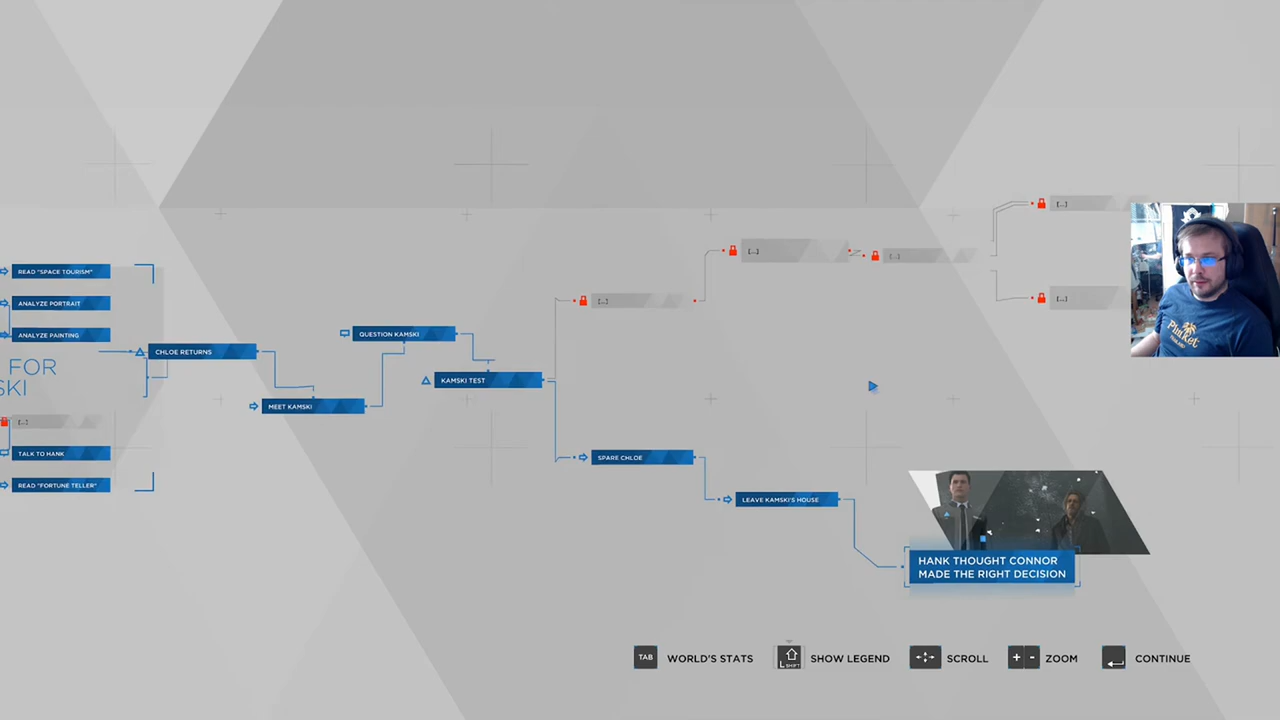 READ "SPACE TOURISM"
ANALYZE PORTRAIT
ANALYZE PAINTING
FOR
SKI
CHLOE RETURNS
[...]
TALK TO HANK
READ "FORTUNE TELLER"
MEET KAMSKI
QUESTION KAMSKI
KAMSKI TEST
[...]
[...]
[...]
[...]
[...]
SPARE CHLOE
LEAVE KAMSKI'S HOUSE
HANK THOUGHT CONNOR
MADE THE RIGHT DECISION
PHUKET
TAB WORLD'S STATS
L SHIFT SHOW LEGEND
SCROLL
+ - ZOOM
CONTINUE